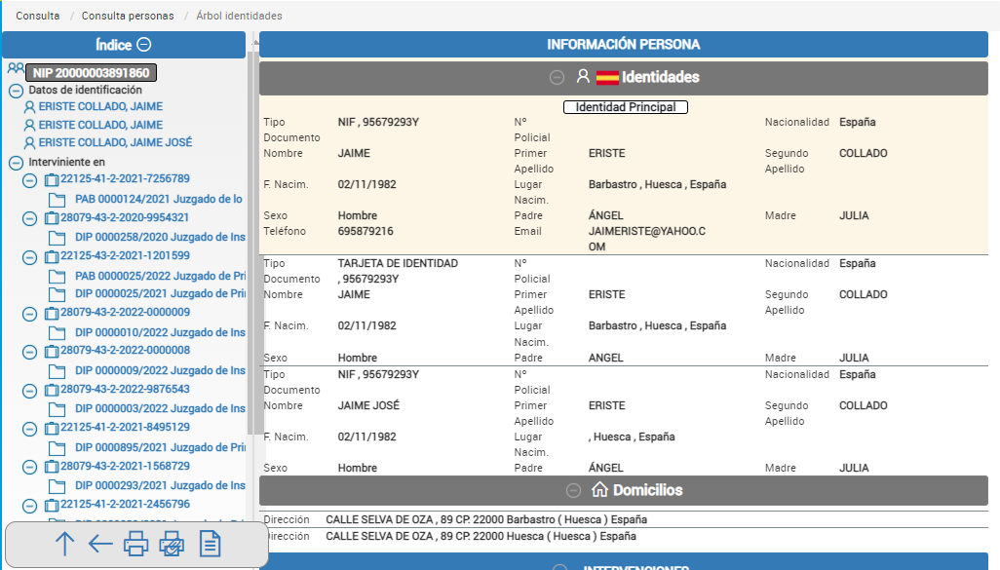 Consulta / Consulta personas / Árbol identidades
Índice
NIP 20000003891860
Datos de identificación
ERISTE COLLADO, JAIME
ERISTE COLLADO, JAIME
ERISTE COLLADO, JAIME JOSÉ
Interviniente en
22125-41-2-2021-7256789
PAB 0000124/2021 Juzgado de lo
28079-43-2-2020-9954321
DIP 0000258/2020 Juzgado de Ins
22125-43-2-2021-1201599
PAB 0000025/2022 Juzgado de Pri
DIP 0000025/2021 Juzgado de Prir
28079-43-2-2022-0000009
DIP 0000010/2022 Juzgado de Ins
28079-43-2-2022-0000008
DIP 0000009/2022 Juzgado de Ins
28079-43-2-2022-9876543
DIP 0000003/2022 Juzgado de Ins
22125-41-2-2021-8495129
DIP 0000895/2021 Juzgado de Prir
28079-43-2-2021-1568729
DIP 0000293/2021 Juzgado de Ins
22125-41-2-2021-2456796
INFORMACIÓN PERSONA
Identidades
Identidad Principal
Tipo Documento NIF , 95679293Y Nº Policial Nacionalidad España
Nombre JAIME Primer Apellido ERISTE Segundo Apellido COLLADO
F. Nacim. 02/11/1982 Lugar Nacim. Barbastro , Huesca , España
Sexo Hombre Padre ÁNGEL Madre JULIA
Teléfono 695879216 Email JAIMERISTE@YAHOO.C
OM
Tipo Documento TARJETA DE IDENTIDAD , 95679293Y Nº Policial Nacionalidad España
Nombre JAIME Primer Apellido ERISTE Segundo Apellido COLLADO
F. Nacim. 02/11/1982 Lugar Nacim. Barbastro , Huesca , España
Sexo Hombre Padre ANGEL Madre JULIA
Tipo Documento NIF , 95679293Y Nº Policial Nacionalidad España
Nombre JAIME JOSÉ Primer Apellido ERISTE Segundo Apellido COLLADO
F. Nacim. 02/11/1982 Lugar Nacim. , Huesca , España
Sexo Hombre Padre ÁNGEL Madre JULIA
Domicilios
Dirección CALLE SELVA DE OZA , 89 CP. 22000 Barbastro ( Huesca ) España
Dirección CALLE SELVA DE OZA , 89 CP. 22000 Huesca ( Huesca ) España
INTERVENCIONES